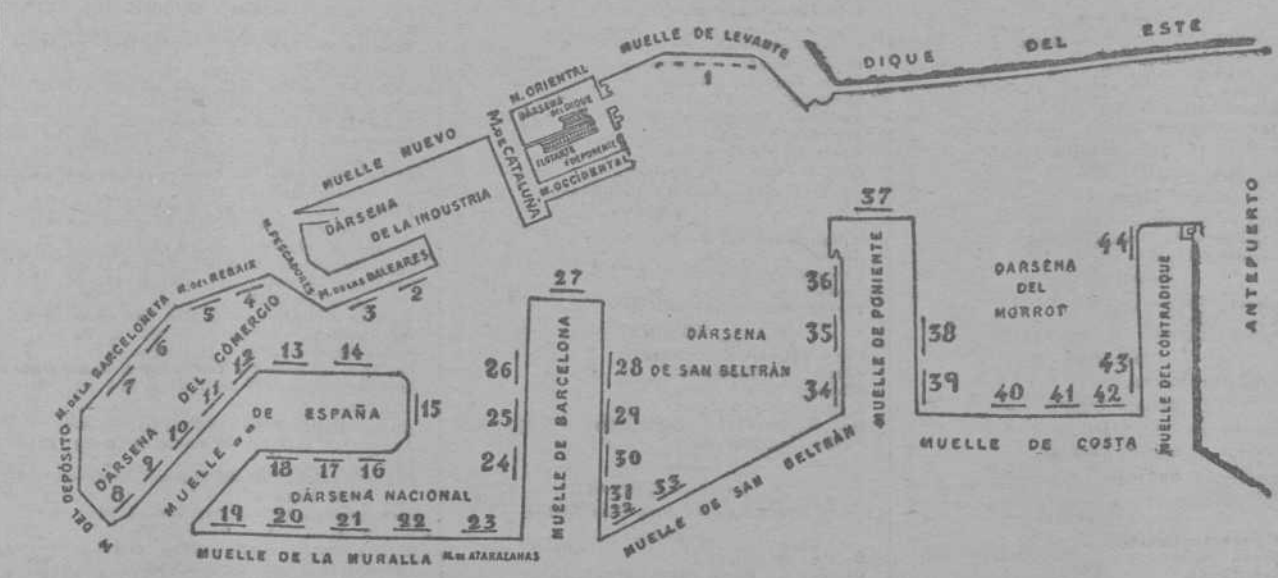 MUELLE DE LEVANTE
1
DIQUE DEL ESTE
M. ORIENTAL
DÁRSENA
DEL DIQUE
FLOTANTE Y DEPONENTE
M. OCCIDENTAL
M. DE CATALUÑA
MUELLE NUEVO
DÁRSENA
DE LA INDUSTRIA
M. PESCADORES
M. DE LAS BALEARES
2
3
M. DEL REBAIX
4
5
M. DE LA BARCELONETA
6
7
M. DEL DEPÓSITO
DÁRSENA DEL COMERCIO
8
9
10
11
12
13
14
15
MUELLE DE ESPAÑA
16
17
18
DÁRSENA NACIONAL
19
20
21
22
23
MUELLE DE LA MURALLA
M. DE ATARAZANAS
24
25
26
27
MUELLE DE BARCELONA
28
29
30
31
32
33
DÁRSENA
DE SAN BELTRÁN
MUELLE DE SAN BELTRÁN
34
35
36
37
MUELLE DE PONIENTE
38
39
DARSENA
DEL
MORROT
40
41
42
43
44
MUELLE DE COSTA
MUELLE DEL CONTRADIQUE
ANTEPUERTO